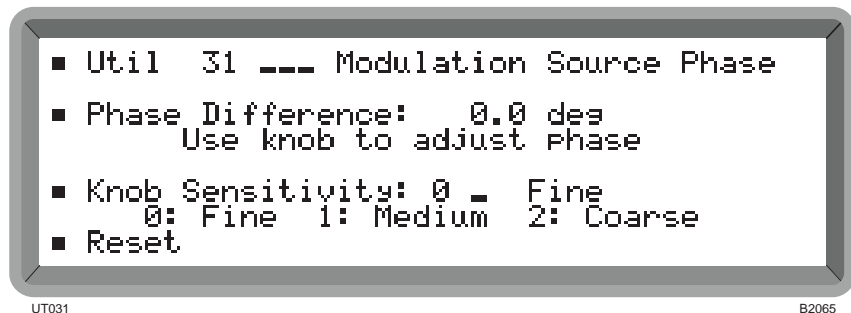 ■ Util 31 ___ Modulation Source Phase
■ Phase Difference: 0.0 deg
Use knob to adjust phase
■ Knob Sensitivity: 0 _ Fine
0: Fine 1: Medium 2: Coarse
■ Reset
UT031 B2065